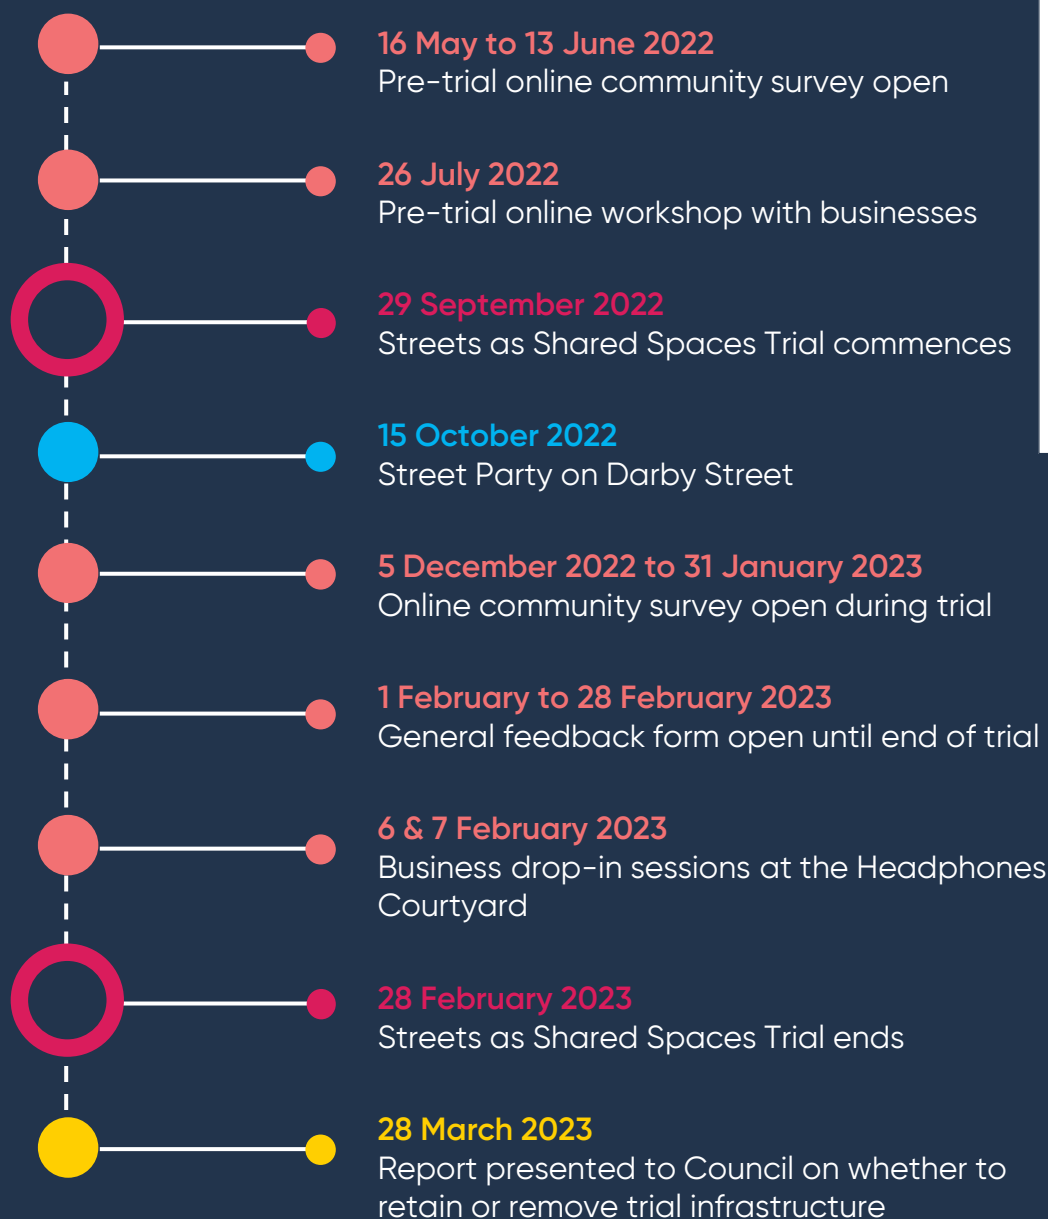 16 May to 13 June 2022
Pre-trial online community survey open
26 July 2022
Pre-trial online workshop with businesses
29 September 2022
Streets as Shared Spaces Trial commences
15 October 2022
Street Party on Darby Street
5 December 2022 to 31 January 2023
Online community survey open during trial
1 February to 28 February 2023
General feedback form open until end of trial
6 & 7 February 2023
Business drop-in sessions at the Headphones
Courtyard
28 February 2023
Streets as Shared Spaces Trial ends
28 March 2023
Report presented to Council on whether to
retain or remove trial infrastructure